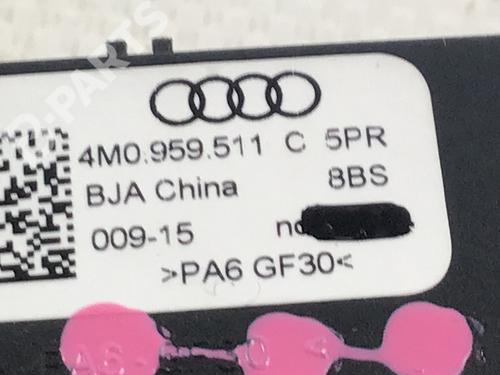 4M0.959.511 C 5PR
BJA China 8BS
009-15
>PA6 GF30<